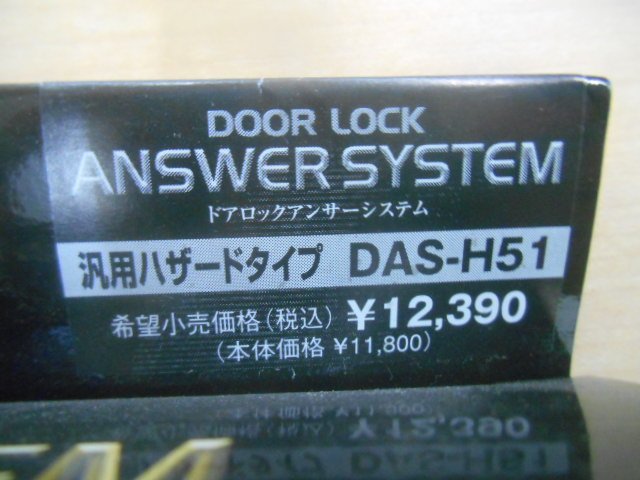 DOOR LOCK
ANSWER SYSTEM
ドアロックアンサーシステム
汎用ハザードタイプ DAS-H51
希望小売価格(税込) ¥12,390
(本体価格 ¥11,800)